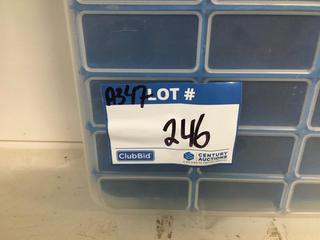 A347 LOT #
246
ClubBid CENTURY
AUCTIONS